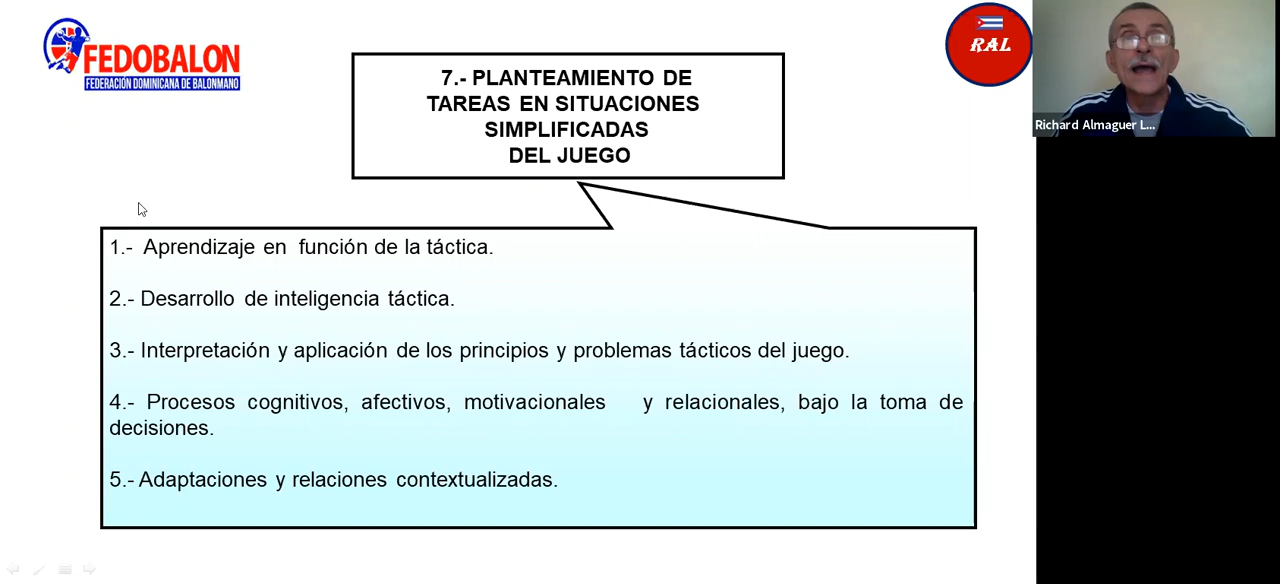 FEDOBALON
FEDERACIÓN DOMINICANA DE BALONMANO
RAL
Richard Almaguer L...
7.- PLANTEAMIENTO DE
TAREAS EN SITUACIONES
SIMPLIFICADAS
DEL JUEGO
1.- Aprendizaje en función de la táctica.
2.- Desarrollo de inteligencia táctica.
3.- Interpretación y aplicación de los principios y problemas tácticos del juego.
4.- Procesos cognitivos, afectivos, motivacionales y relacionales, bajo la toma de
decisiones.
5.- Adaptaciones y relaciones contextualizadas.